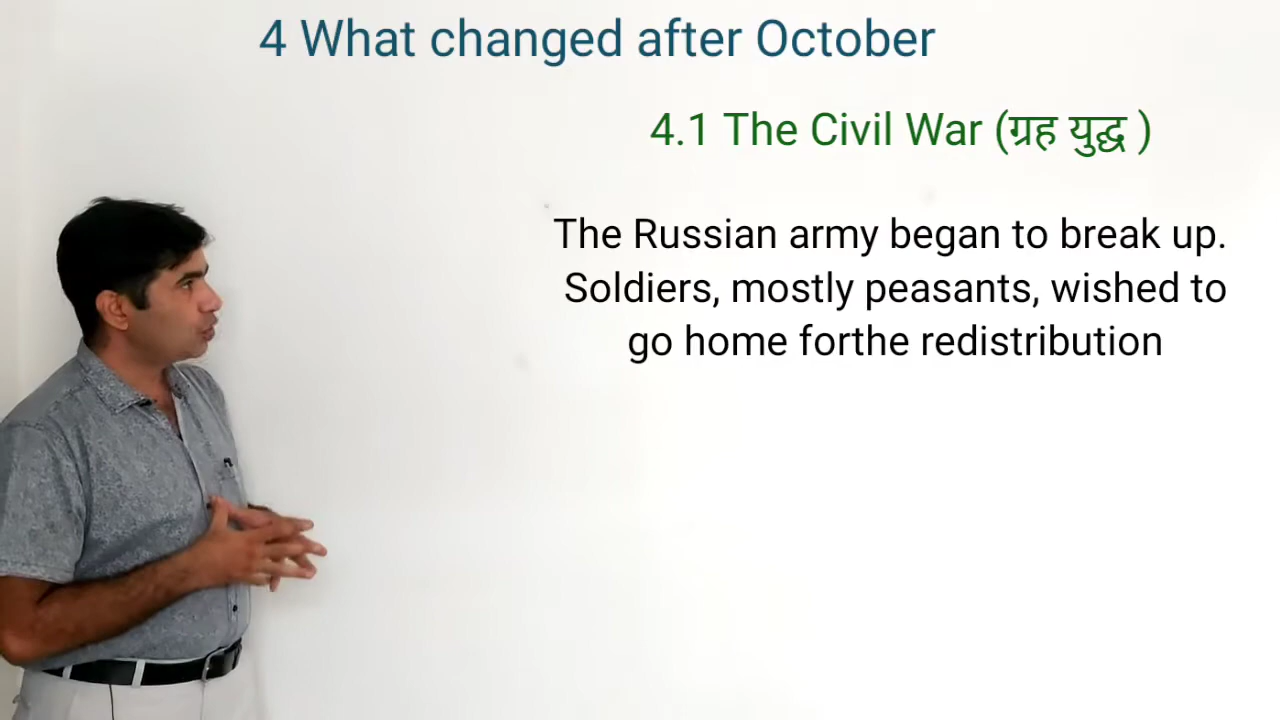 4 What changed after October
4.1 The Civil War (ग्रह युद्ध )
The Russian army began to break up.
Soldiers, mostly peasants, wished to
go home forthe redistribution